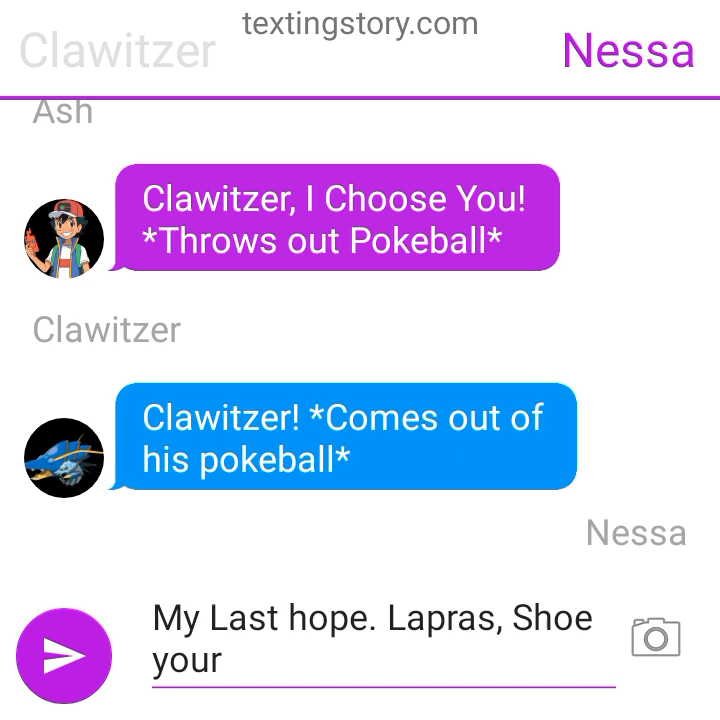 textingstory.com
Clawitzer
Nessa
Ash
Clawitzer, I Choose You!
*Throws out Pokeball*
Clawitzer
Clawitzer! *Comes out of
his pokeball*
Nessa
My Last hope. Lapras, Shoe
your